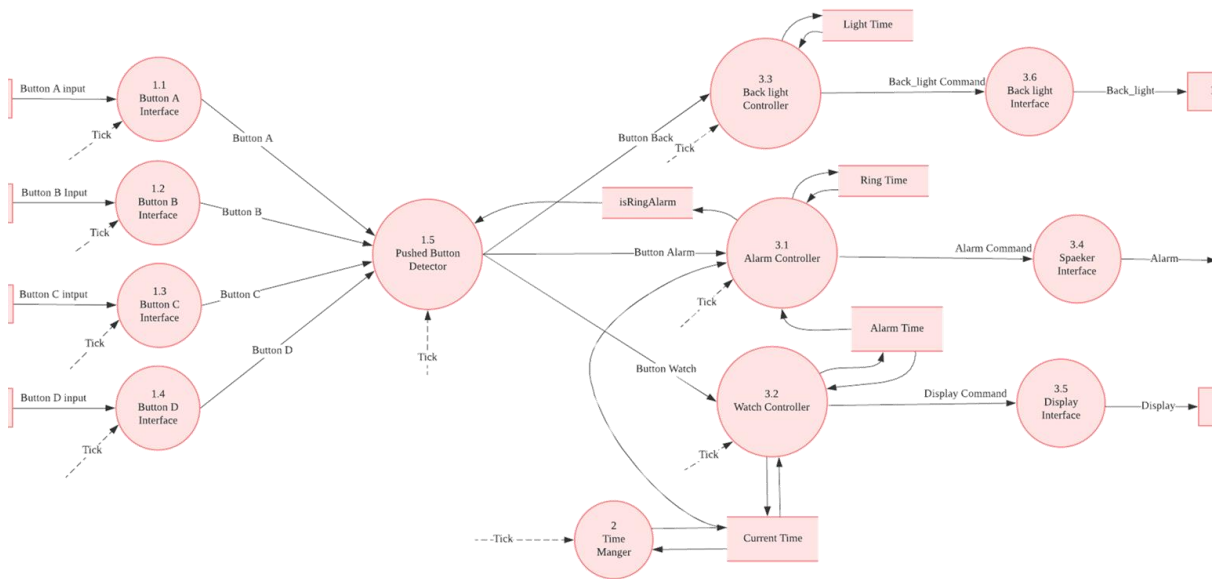 Light Time
3.3
Back light
Controller
Back_light Command
3.6
Back light
Interface
Back_light
Button A input
1.1
Button A
Interface
Tick
Button A
Button Back
Tick
Button B Input
1.2
Button B
Interface
Tick
Button B
isRingAlarm
Ring Time
1.5
Pushed Button
Detector
Tick
Button Alarm
3.1
Alarm Controller
Tick
Alarm Command
3.4
Spaeker
Interface
Alarm
Button C intput
1.3
Button C
Interface
Tick
Button C
Alarm Time
Button D input
1.4
Button D
Interface
Tick
Button D
Button Watch
3.2
Watch Controller
Tick
Display Command
3.5
Display
Interface
Display
Tick
2
Time
Manger
Current Time